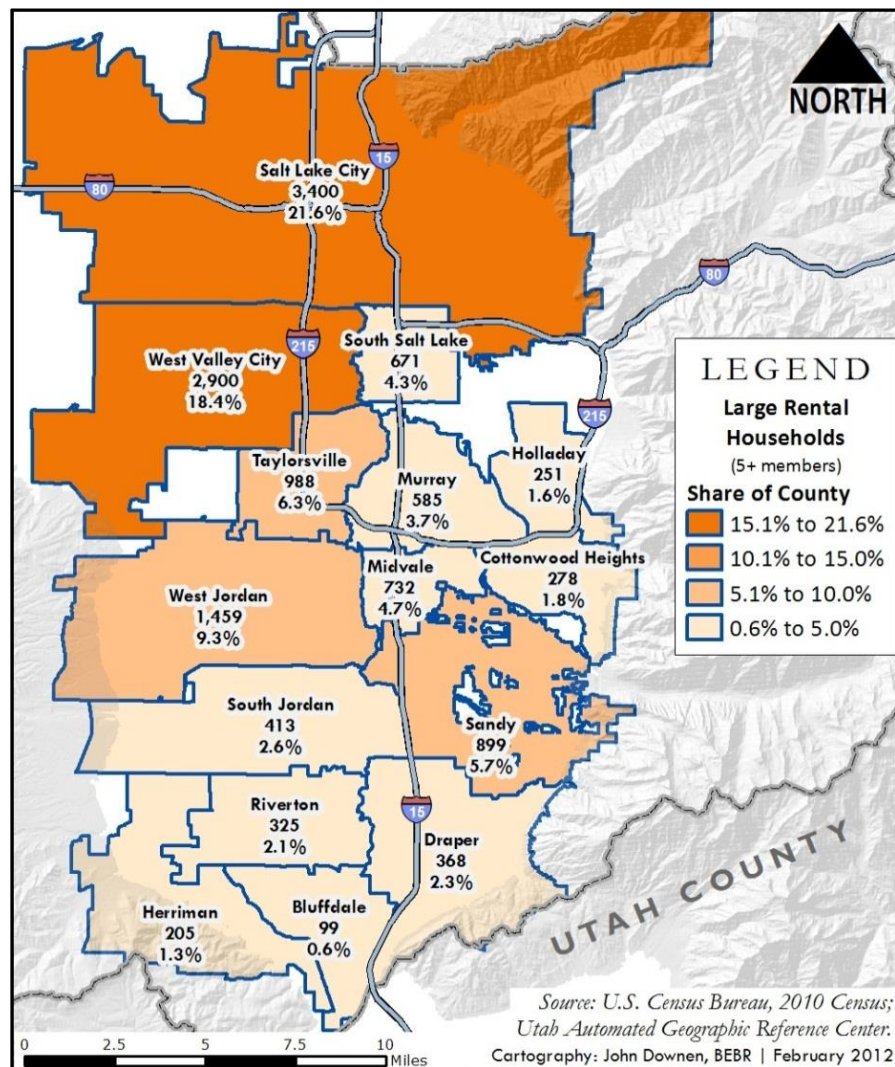 NORTH
15
Salt Lake City
3,400
21.6%
80
80
215
West Valley City
2,900
18.4%
South Salt Lake
671
4.3%
LEGEND
Large Rental
Households
(5+ members)
Share of County
15.1% to 21.6%
10.1% to 15.0%
5.1% to 10.0%
0.6% to 5.0%
215
Taylorsville
988
6.3%
Murray
585
3.7%
Holladay
251
1.6%
West Jordan
1,459
9.3%
Midvale
732
4.7%
Cottonwood Heights
278
1.8%
South Jordan
413
2.6%
Sandy
899
5.7%
Riverton
325
2.1%
15
Draper
368
2.3%
Herriman
205
1.3%
Bluffdale
99
0.6%
UTAH COUNTY
Source: U.S. Census Bureau, 2010 Census;
Utah Automated Geographic Reference Center.
Cartography: John Downen, BEBR | February 2012
0 2.5 5 10
Miles